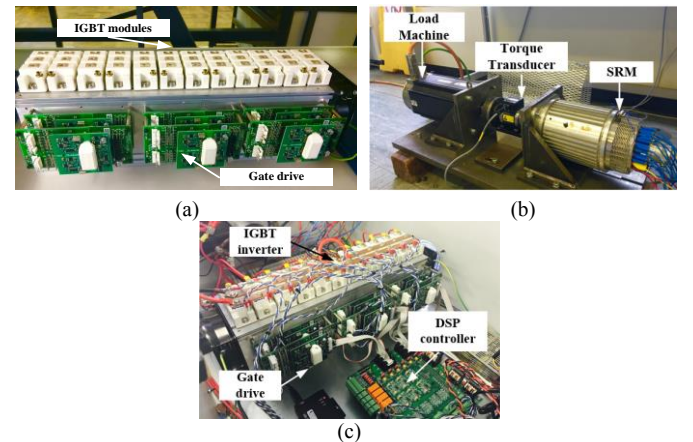 IGBT modules
Gate drive
(a)
Load
Machine
Torque
Transducer
SRM
(b)
IGBT
inverter
DSP
controller
Gate
drive
(c)